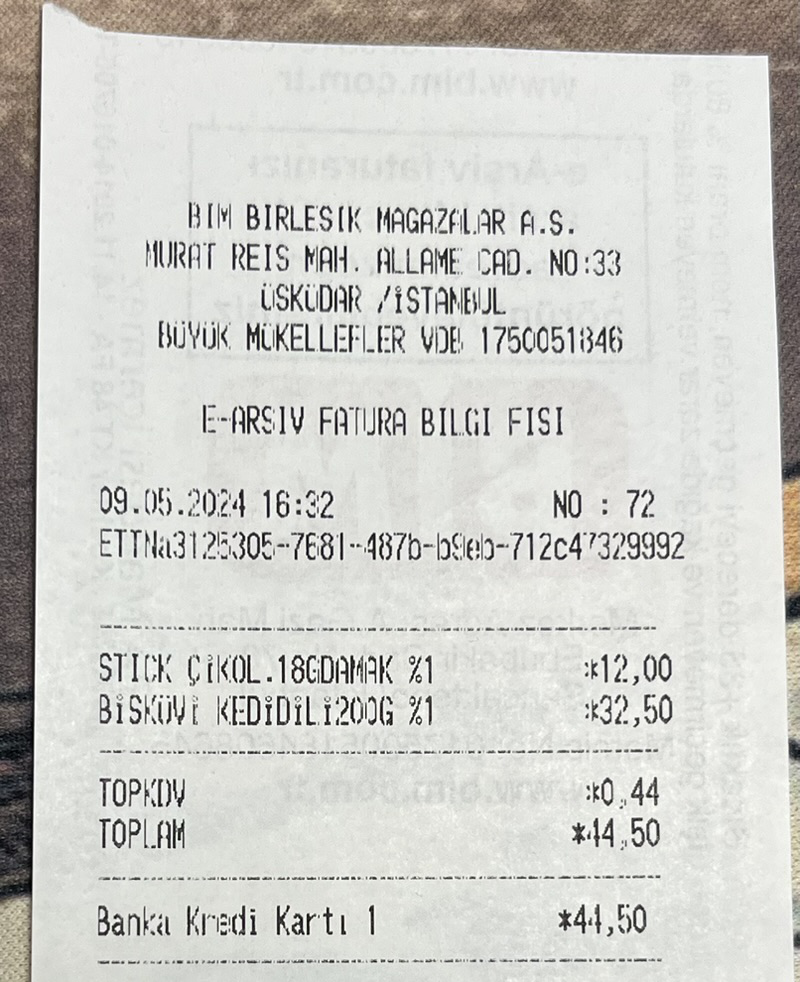 BIM BIRLESIK MAGAZALAR A.S.
MURAT REIS MAH. ALLAME CAD. NO:33
ÜSKÜDAR /İSTANBUL
BÜYÜK MÜKELLEFLER VDB 1750051846
E-ARSIV FATURA BILGI FISI
09.05.2024 16:32 NO : 72
ETTNa3125305-7681-487b-b9eb-712c47329992
STICK ÇİKOL.18GDAMAK %1 *12,00
BİSKÜVİ KEDİDİLİ200G %1 *32,50
TOPKDV *0,44
TOPLAM *44,50
Banka Kredi Kartı 1 *44,50